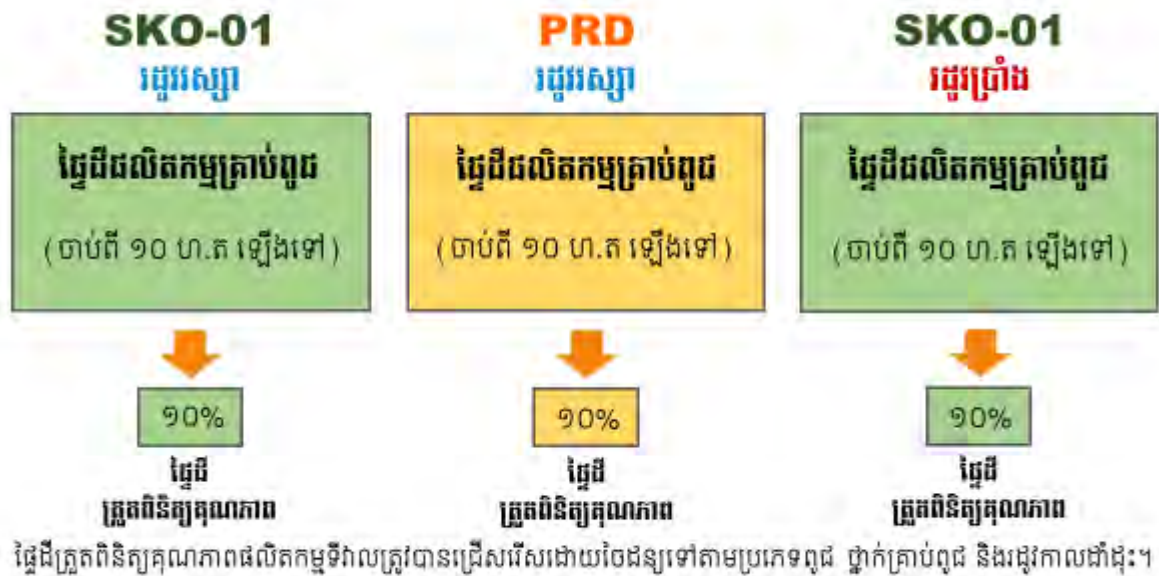 SKO-01
រដូវវស្សា
ផ្ទៃដីផលិតកម្មគ្រាប់ពូជ
(ចាប់ពី ១០ ហ.ត ឡើងទៅ)
១០%
ផ្ទៃដី
ត្រួតពិនិត្យគុណភាព
PRD
រដូវវស្សា
ផ្ទៃដីផលិតកម្មគ្រាប់ពូជ
(ចាប់ពី ១០ ហ.ត ឡើងទៅ)
១០%
ផ្ទៃដី
ត្រួតពិនិត្យគុណភាព
SKO-01
រដូវប្រាំង
ផ្ទៃដីផលិតកម្មគ្រាប់ពូជ
(ចាប់ពី ១០ ហ.ត ឡើងទៅ)
១០%
ផ្ទៃដី
ត្រួតពិនិត្យគុណភាព
ផ្ទៃដីត្រួតពិនិត្យគុណភាពផលិតកម្មទីវាលត្រូវបានជ្រើសរើសដោយចៃដន្យទៅតាមប្រភេទពូជ ថ្នាក់គ្រាប់ពូជ និងរដូវកាលដាំដុះ។